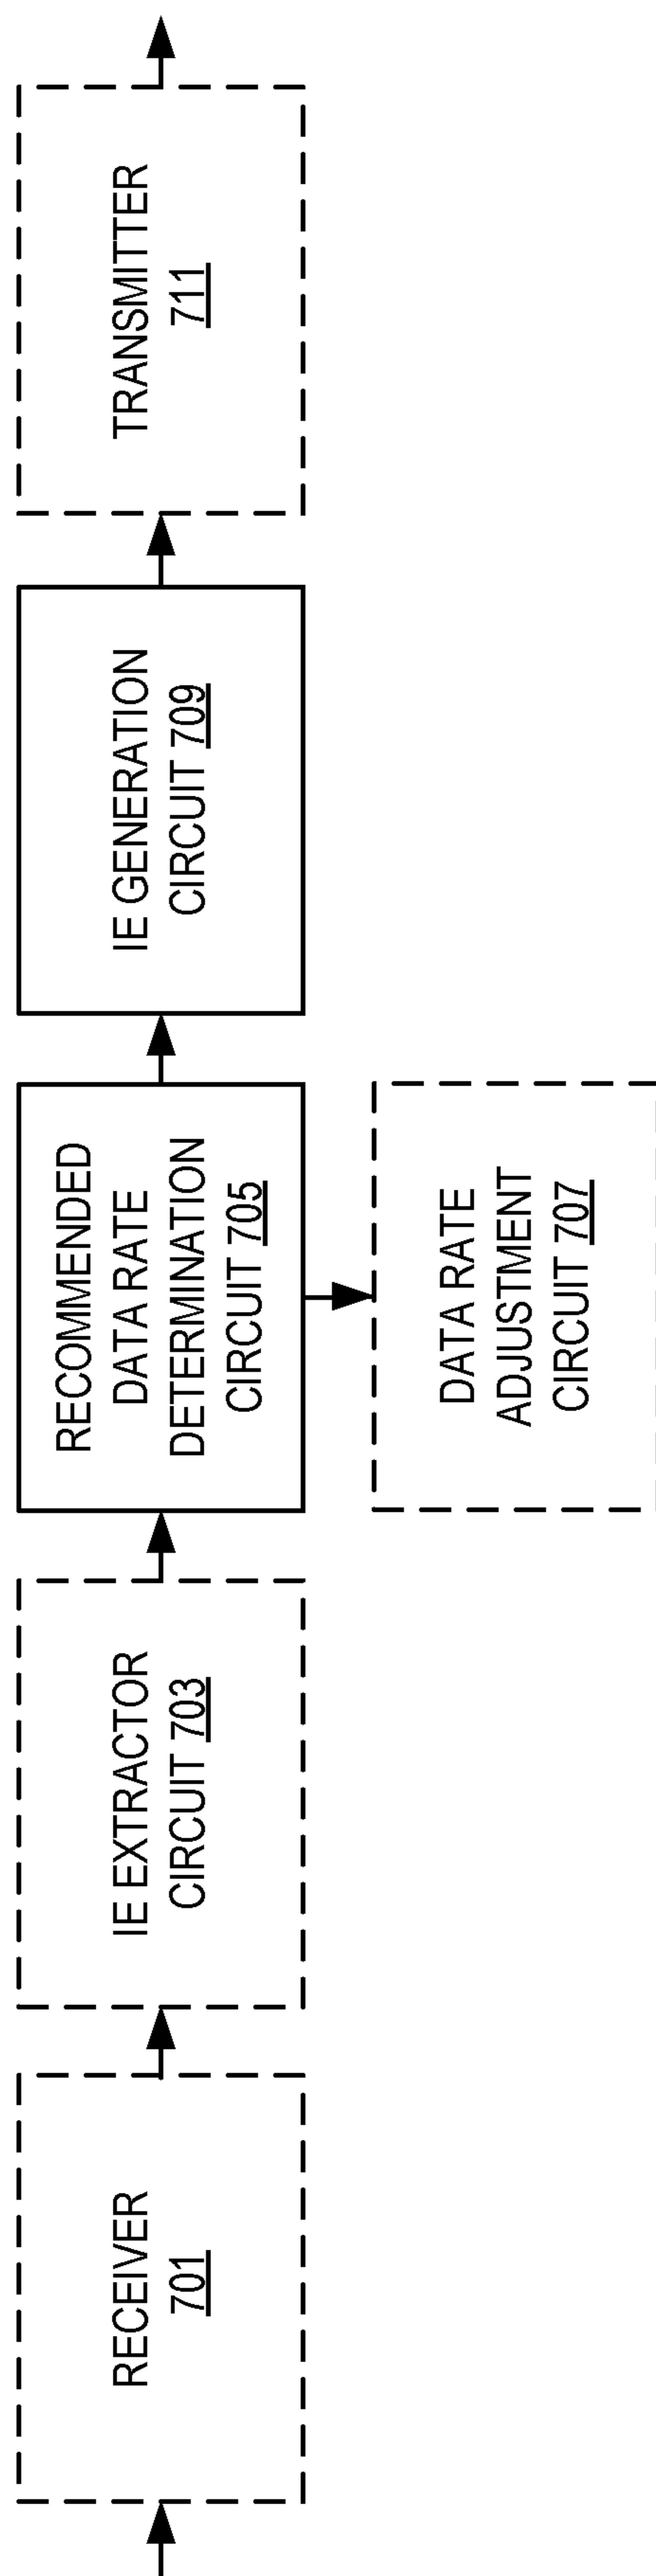 RECEIVER
701
IE EXTRACTOR
CIRCUIT 703
RECOMMENDED
DATA RATE
DETERMINATION
CIRCUIT 705
DATA RATE
ADJUSTMENT
CIRCUIT 707
IE GENERATION
CIRCUIT 709
TRANSMITTER
711